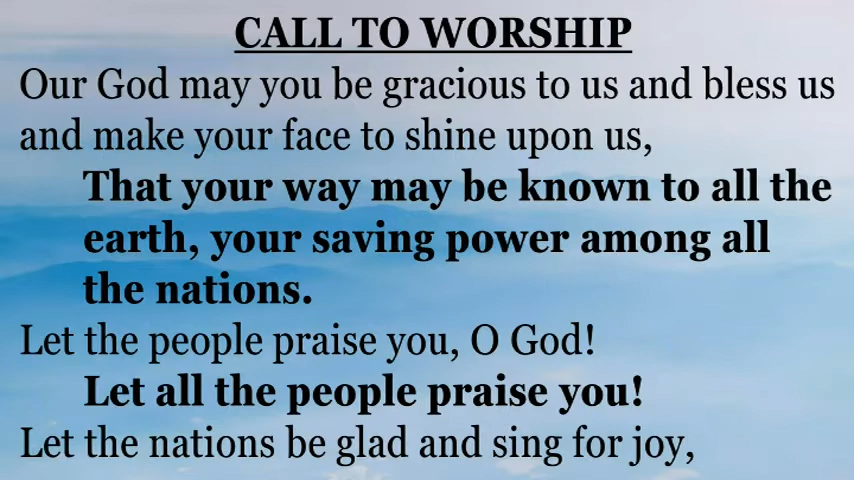 CALL TO WORSHIP
Our God may you be gracious to us and bless us
and make your face to shine upon us,
That your way may be known to all the
earth, your saving power among all
the nations.
Let the people praise you, O God!
Let all the people praise you!
Let the nations be glad and sing for joy,